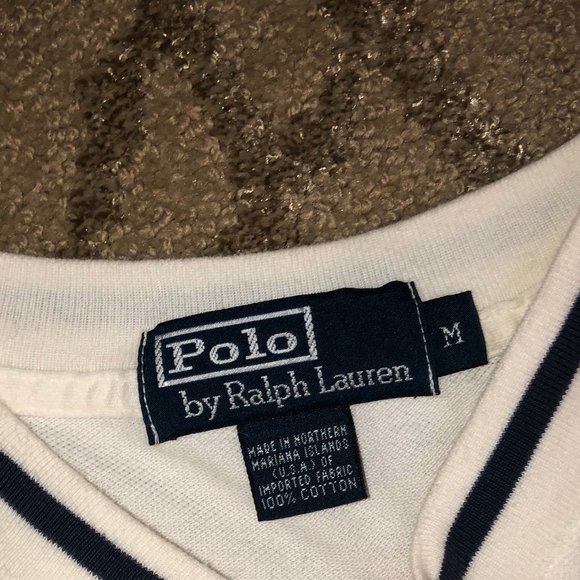 Polo
by Ralph Lauren
M
MADE IN NORTHERN
MARIANA ISLANDS
(U.S.A.) OF
IMPORTED FABRIC
100% COTTON